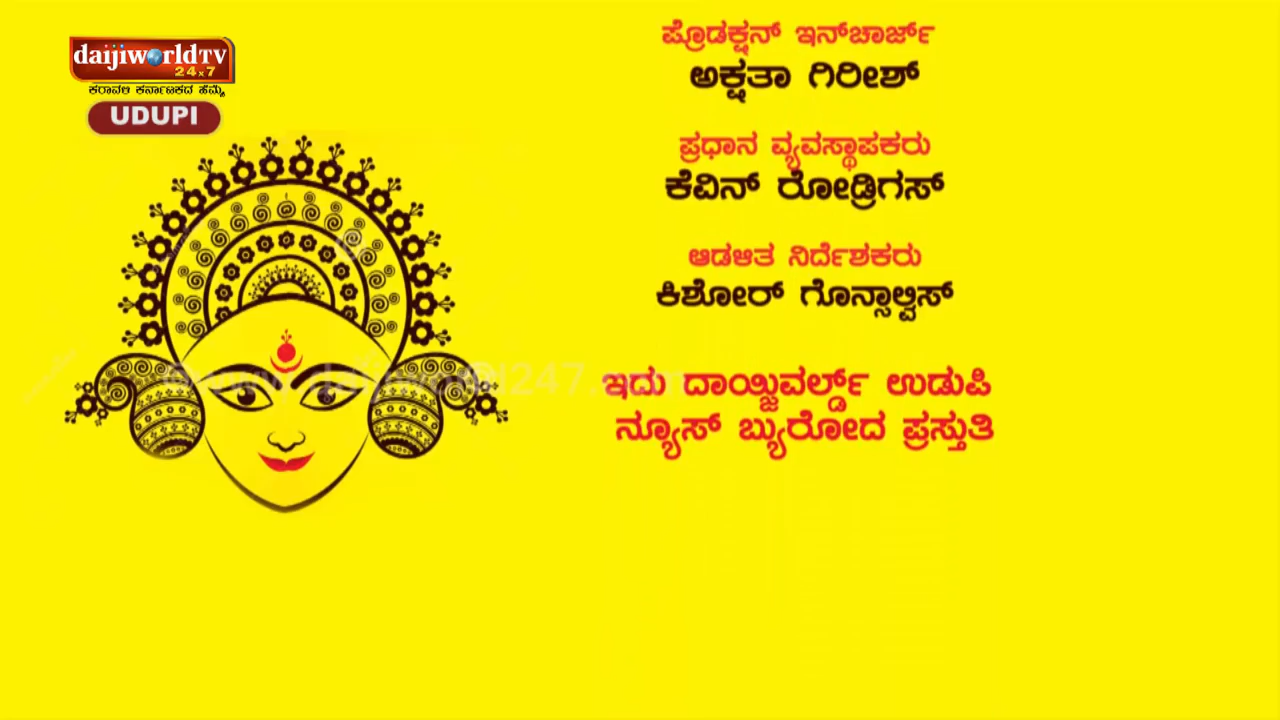 daijiworldTV
24x7
ಕರಾವಳಿ ಕರ್ನಾಟಕದ ಹೆಮ್ಮೆ
UDUPI
ಪ್ರೊಡಕ್ಷನ್ ಇನ್‌ಚಾರ್ಜ್
ಅಕ್ಷತಾ ಗಿರೀಶ್
ಪ್ರಧಾನ ವ್ಯವಸ್ಥಾಪಕರು
ಕೆವಿನ್ ರೋಡ್ರಿಗಸ್
ಆಡಳಿತ ನಿರ್ದೇಶಕರು
ಕಿಶೋರ್ ಗೊನ್ಸಾಲ್ವಿಸ್
ಇದು ದಾಯ್ಜಿವರ್ಲ್ಡ್ ಉಡುಪಿ
ನ್ಯೂಸ್ ಬ್ಯುರೋದ ಪ್ರಸ್ತುತಿ